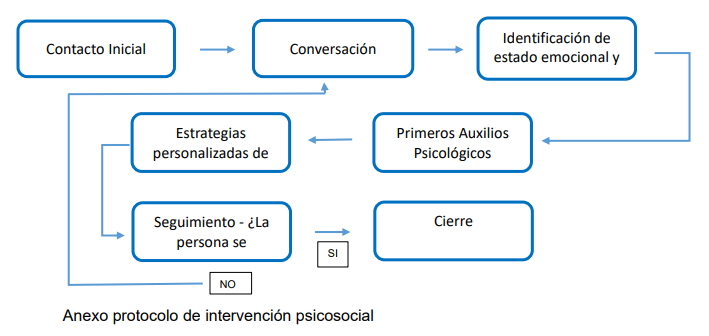 Contacto Inicial
Conversación
Identificación de
estado emocional y
Estrategias
personalizadas de
Primeros Auxilios
Psicológicos
Seguimiento - ¿La
persona se
SI
Cierre
NO
Anexo protocolo de intervención psicosocial